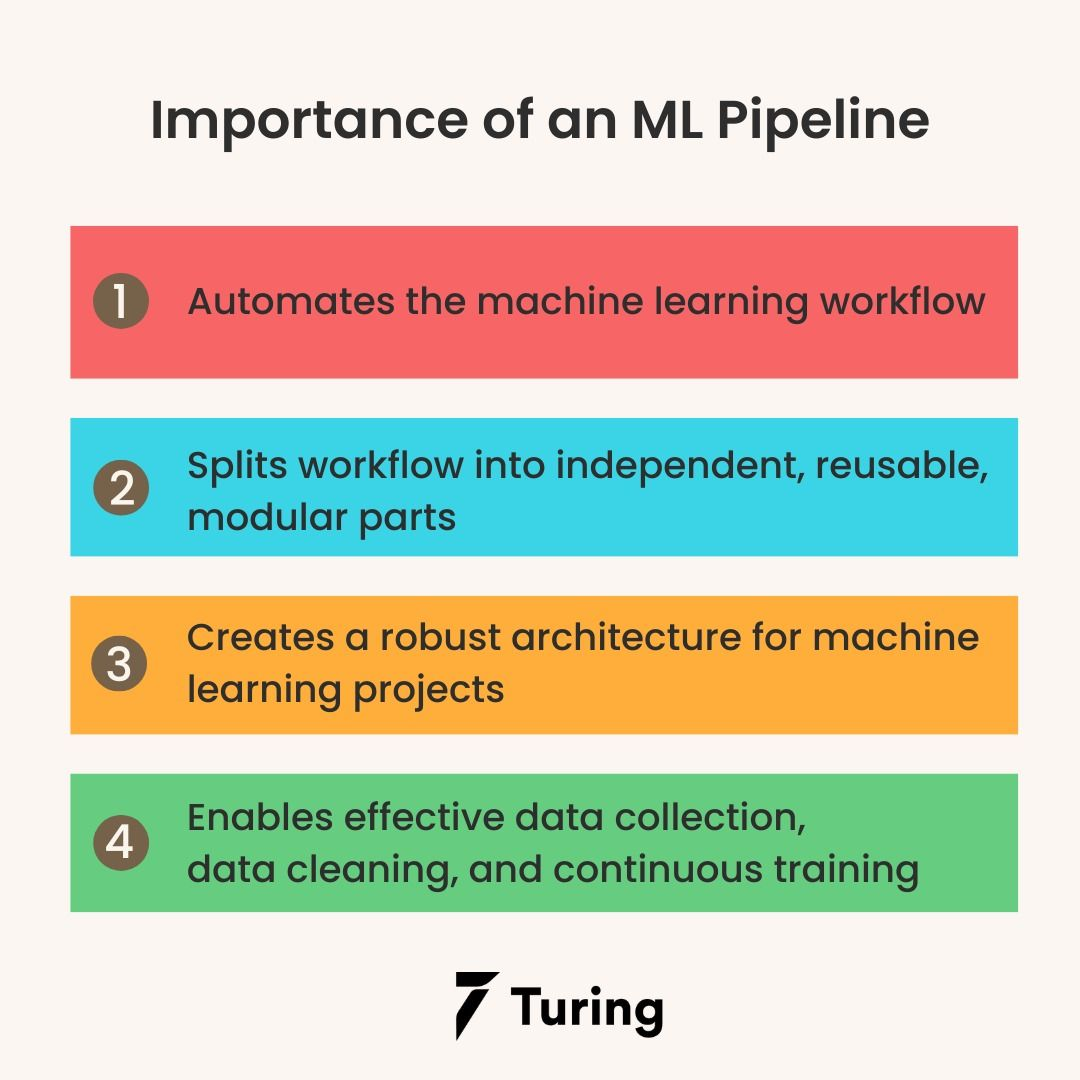 Importance of an ML Pipeline
1 Automates the machine learning workflow
2 Splits workflow into independent, reusable,
modular parts
3 Creates a robust architecture for machine
learning projects
4 Enables effective data collection,
data cleaning, and continuous training
Turing